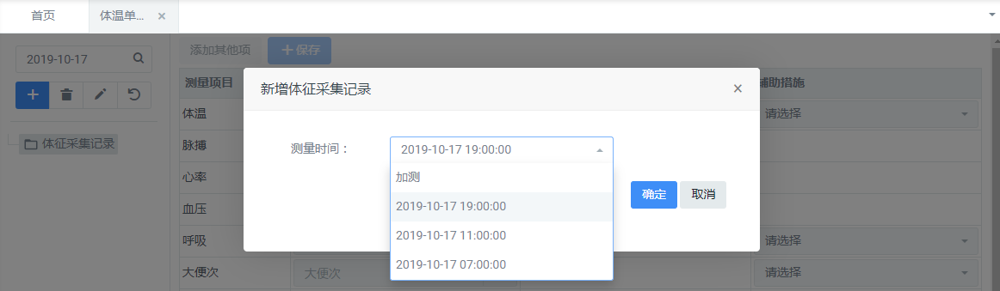 首页
体温单...
2019-10-17
添加其他项
保存
测量项目
辅助措施
新增体征采集记录
体温
请选择
体征采集记录
脉搏
测量时间：
2019-10-17 19:00:00
心率
加测
确定
取消
血压
2019-10-17 19:00:00
呼吸
2019-10-17 11:00:00
请选择
大便次
大便次
2019-10-17 07:00:00
请选择